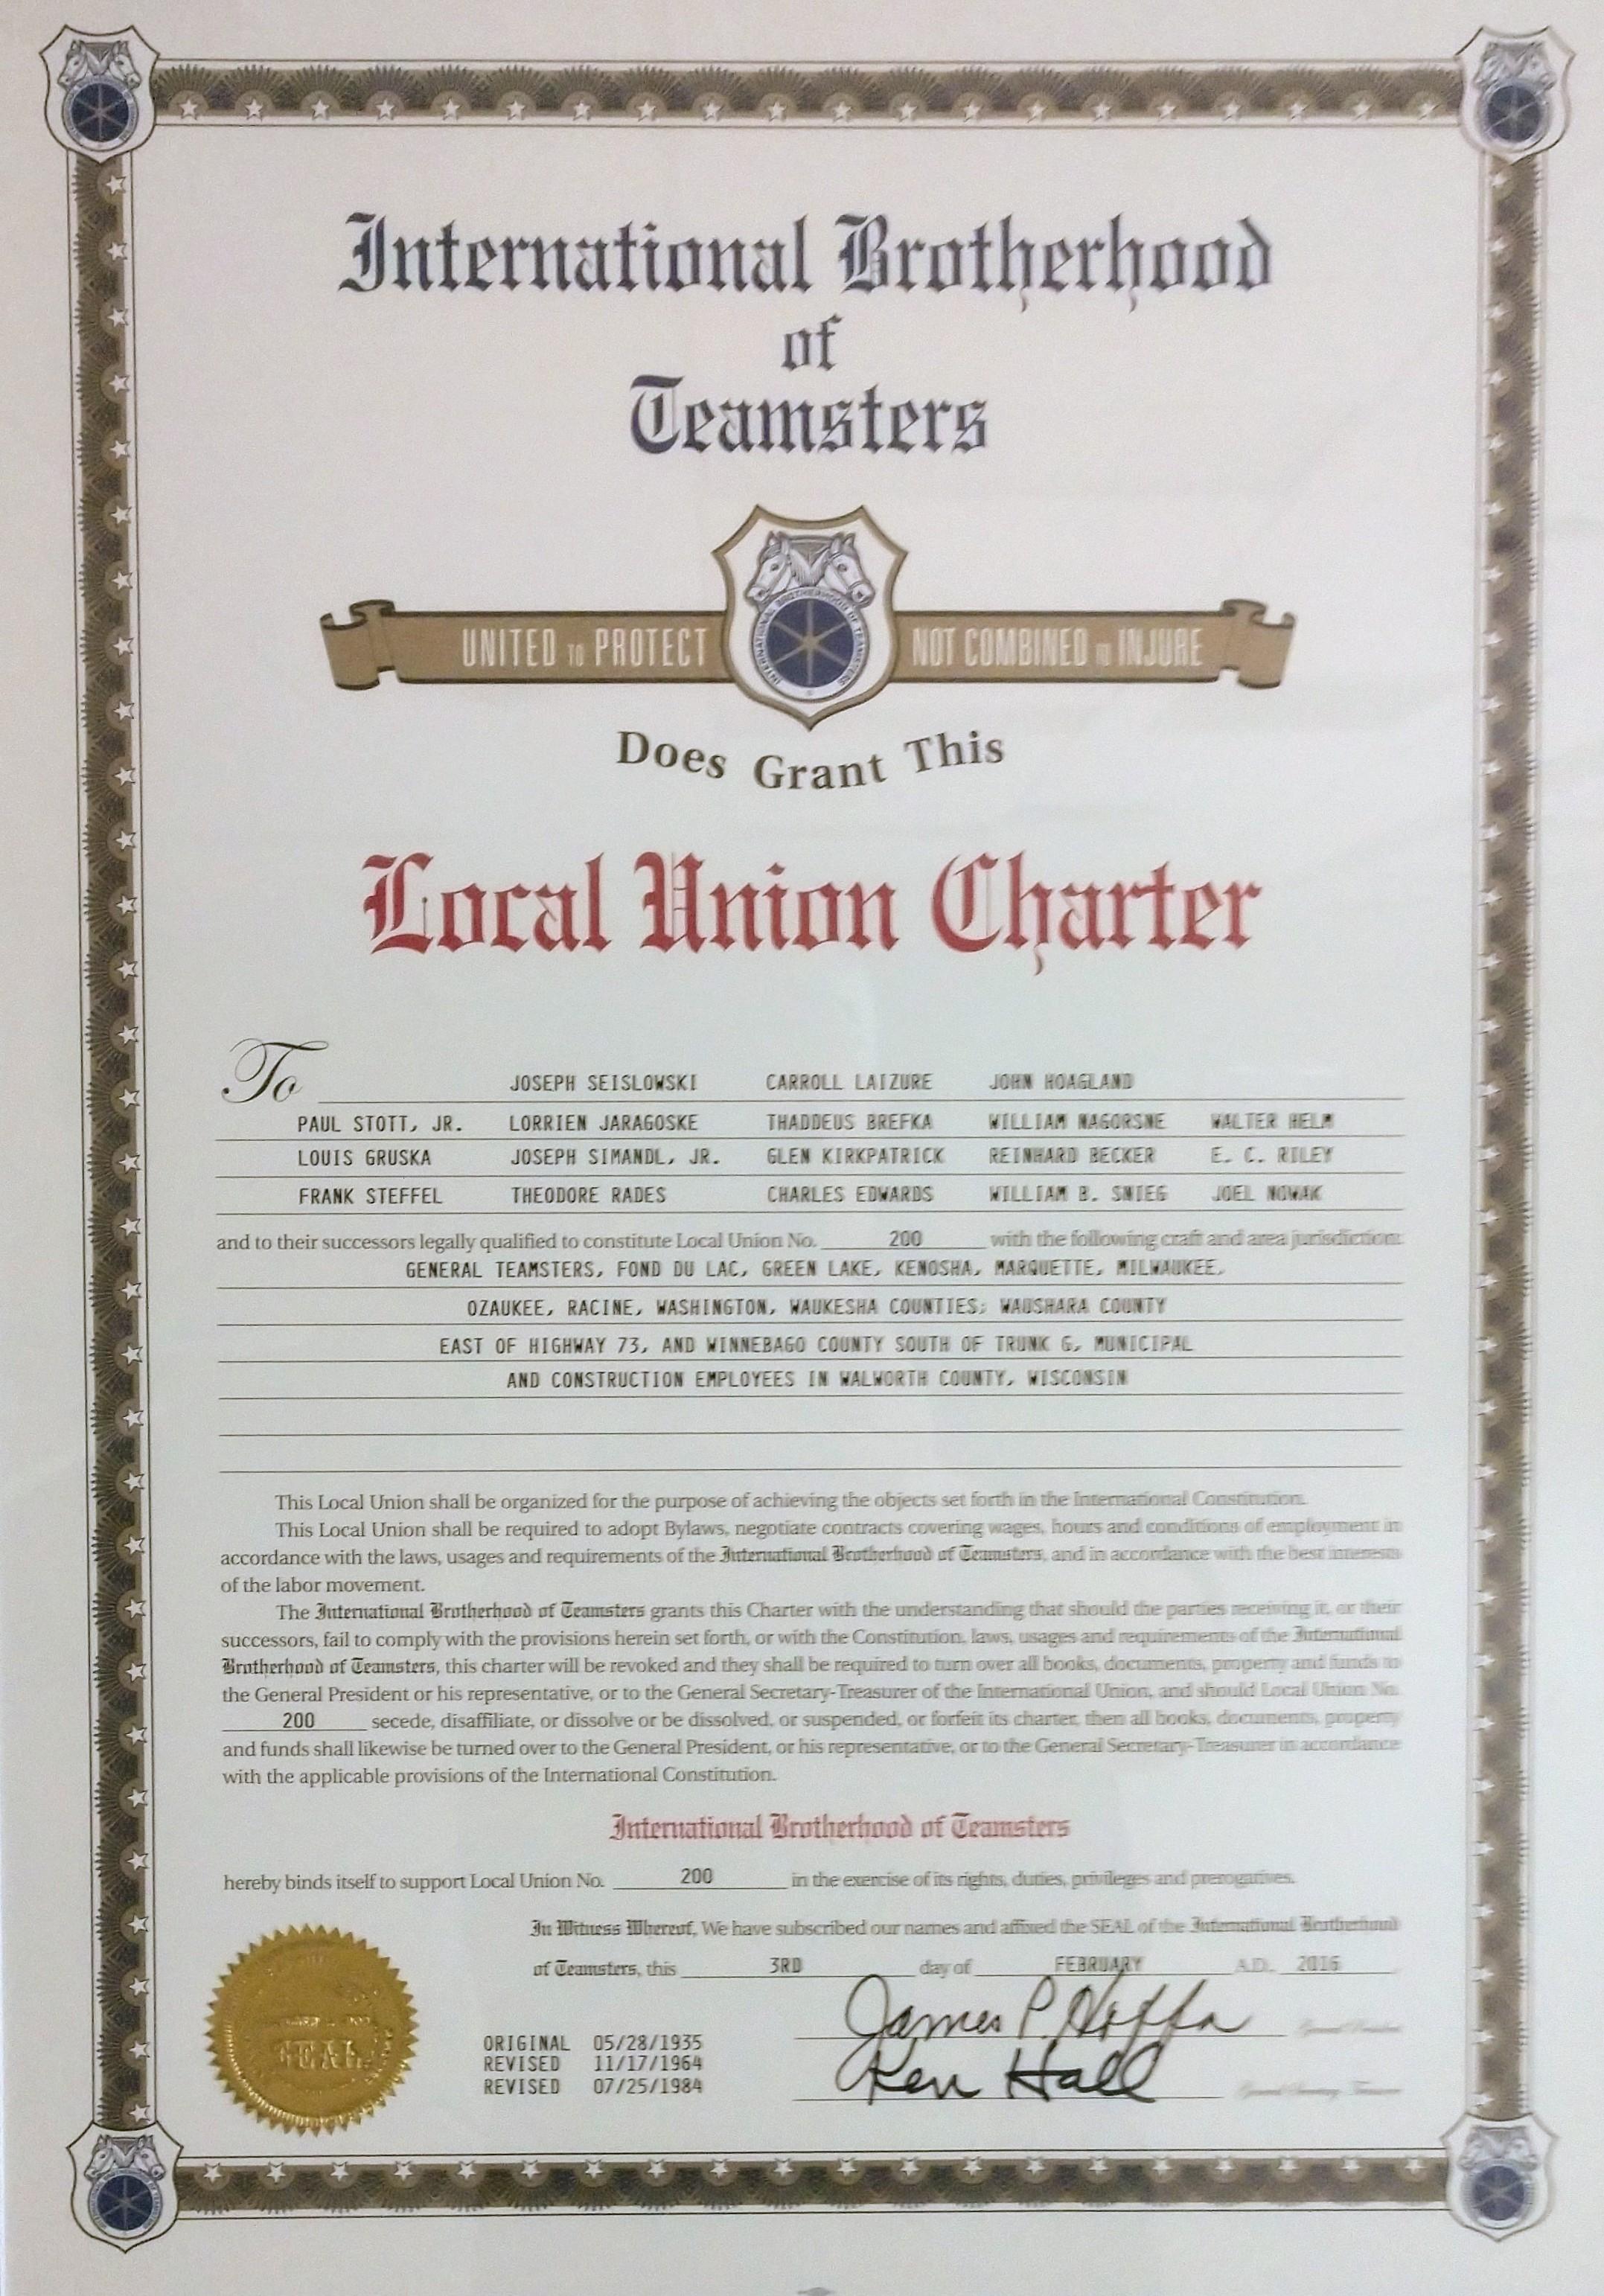 International Brotherhood
of
Teamsters
UNITED TO PROTECT NOT COMBINED TO INJURE
INTERNATIONAL BROTHERHOOD OF TEAMSTERS
Does Grant This
Local Union Charter
To JOSEPH SEISLOWSKI CARROLL LAIZURE JOHN HOAGLAND
PAUL STOTT, JR. LORRIEN JARAGOSKE THADDEUS BREFKA WILLIAM NAGORSNE WALTER HELM
LOUIS GRUSKA JOSEPH SIMANDL, JR. GLEN KIRKPATRICK REINHARD BECKER E. C. RILEY
FRANK STEFFEL THEODORE RADES CHARLES EDWARDS WILLIAM B. SNIEG JOEL NOWAK
and to their successors legally qualified to constitute Local Union No. 200 with the following craft and area jurisdiction:
GENERAL TEAMSTERS, FOND DU LAC, GREEN LAKE, KENOSHA, MARQUETTE, MILWAUKEE,
OZAUKEE, RACINE, WASHINGTON, WAUKESHA COUNTIES; WAUSHARA COUNTY
EAST OF HIGHWAY 73, AND WINNEBAGO COUNTY SOUTH OF TRUNK G, MUNICIPAL
AND CONSTRUCTION EMPLOYEES IN WALWORTH COUNTY, WISCONSIN
This Local Union shall be organized for the purpose of achieving the objects set forth in the International Constitution.
This Local Union shall be required to adopt Bylaws, negotiate contracts covering wages, hours and conditions of employment in
accordance with the laws, usages and requirements of the International Brotherhood of Teamsters, and in accordance with the best interests
of the labor movement.
The International Brotherhood of Teamsters grants this Charter with the understanding that should the parties receiving it, or their
successors, fail to comply with the provisions herein set forth, or with the Constitution, laws, usages and requirements of the International
Brotherhood of Teamsters, this charter will be revoked and they shall be required to turn over all books, documents, property and funds to
the General President or his representative, or to the General Secretary-Treasurer of the International Union, and should Local Union No.
200 secede, disaffiliate, or dissolve or be dissolved, or suspended, or forfeit its charter, then all books, documents, property
and funds shall likewise be turned over to the General President, or his representative, or to the General Secretary-Treasurer in accordance
with the applicable provisions of the International Constitution.
International Brotherhood of Teamsters
hereby binds itself to support Local Union No. 200 in the exercise of its rights, duties, privileges and prerogatives.
In Witness Whereof, We have subscribed our names and affixed the SEAL of the International Brotherhood
of Teamsters, this 3RD day of FEBRUARY A.D. 2016
James P. Hoffa General President
Ken Hall General Secretary-Treasurer
ORIGINAL 05/28/1935
REVISED 11/17/1964
REVISED 07/25/1984
SEAL